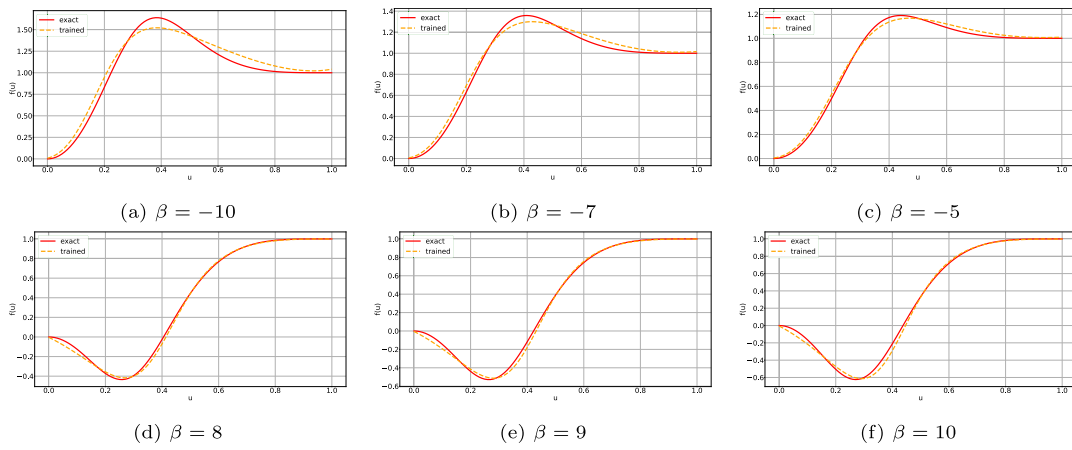 exact
trained
1.50
1.25
1.00
0.75
0.50
0.25
0.00
f(u)
0.0 0.2 0.4 0.6 0.8 1.0
u
(a) β = −10
exact
trained
1.4
1.2
1.0
0.8
0.6
0.4
0.2
0.0
f(u)
0.0 0.2 0.4 0.6 0.8 1.0
u
(b) β = −7
exact
trained
1.2
1.0
0.8
0.6
0.4
0.2
0.0
f(u)
0.0 0.2 0.4 0.6 0.8 1.0
u
(c) β = −5
exact
trained
1.0
0.8
0.6
0.4
0.2
0.0
−0.2
−0.4
f(u)
0.0 0.2 0.4 0.6 0.8 1.0
u
(d) β = 8
exact
trained
1.0
0.8
0.6
0.4
0.2
0.0
−0.2
−0.4
−0.6
f(u)
0.0 0.2 0.4 0.6 0.8 1.0
u
(e) β = 9
exact
trained
1.0
0.8
0.6
0.4
0.2
0.0
−0.2
−0.4
−0.6
f(u)
0.0 0.2 0.4 0.6 0.8 1.0
u
(f) β = 10